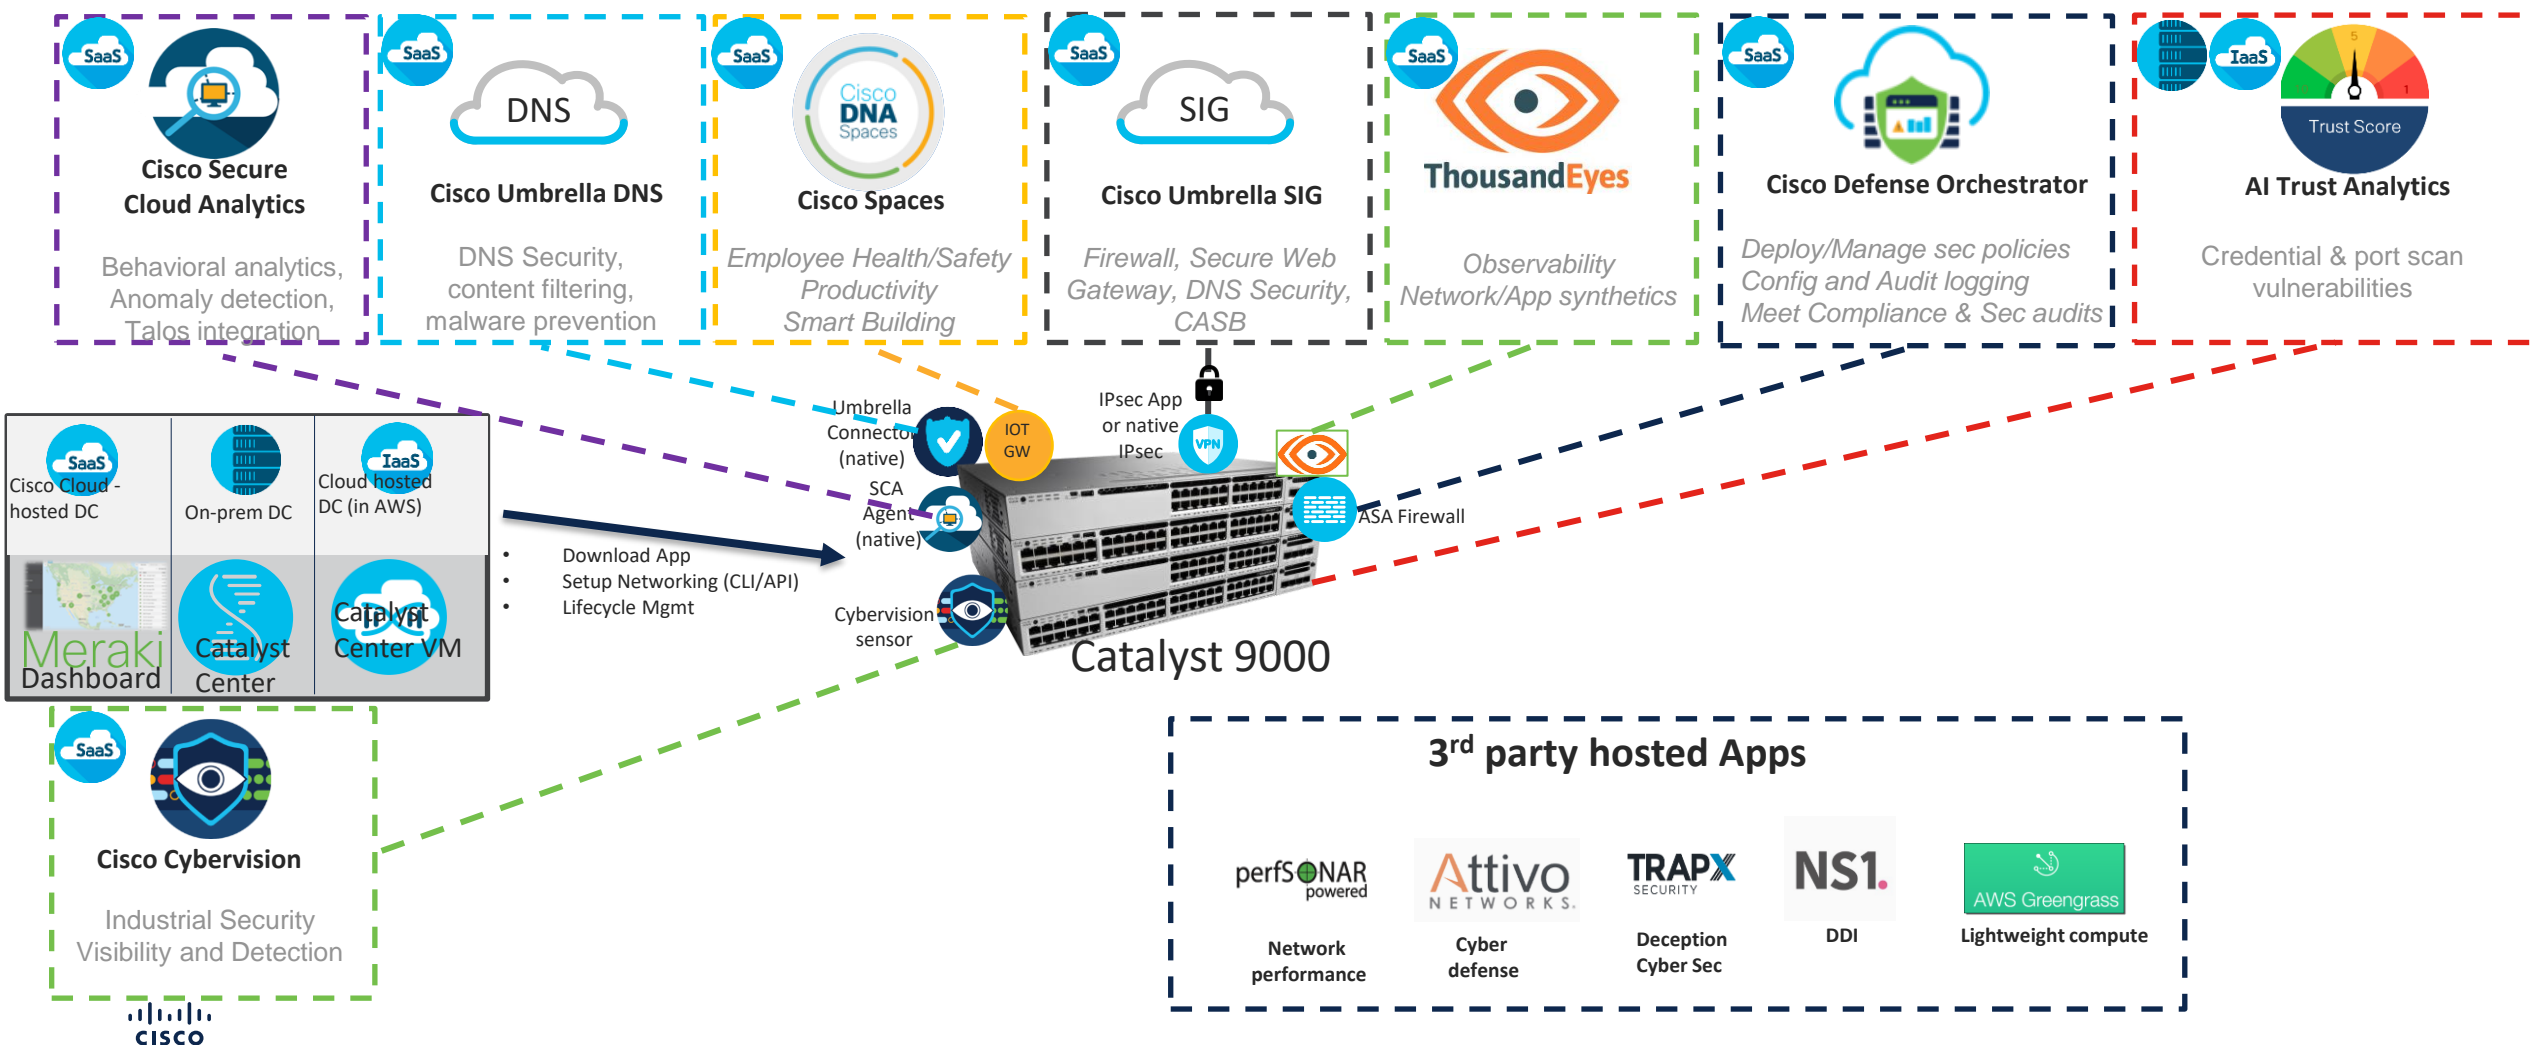 SaaS
Cisco Secure
Cloud Analytics
Behavioral analytics,
Anomaly detection,
Talos integration
SaaS
DNS
Cisco Umbrella DNS
DNS Security,
content filtering,
malware prevention
SaaS
Cisco
DNA
Spaces
Cisco Spaces
Employee Health/Safety
Productivity
Smart Building
SaaS
SIG
Cisco Umbrella SIG
Firewall, Secure Web
Gateway, DNS Security,
CASB
SaaS
ThousandEyes
Observability
Network/App synthetics
SaaS
Cisco Defense Orchestrator
Deploy/Manage sec policies
Config and Audit logging
Meet Compliance & Sec audits
IaaS
5
1
Trust Score
AI Trust Analytics
Credential & port scan
vulnerabilities
SaaS
Cisco Cloud -
hosted DC
On-prem DC
IaaS
Cloud hosted
DC (in AWS)
Meraki
Dashboard
Catalyst
Center
Catalyst
Center VM
• Download App
• Setup Networking (CLI/API)
• Lifecycle Mgmt
Umbrella
Connector
(native)
IOT
GW
SCA
Agent
(native)
Cybervision
sensor
IPsec App
or native
IPsec
VPN
ASA Firewall
Catalyst 9000
SaaS
Cisco Cybervision
Industrial Security
Visibility and Detection
CISCO
3rd party hosted Apps
perfSONAR
powered
Network
performance
Attivo
NETWORKS.
Cyber
defense
TRAPX
SECURITY
Deception
Cyber Sec
NS1.
DDI
AWS Greengrass
Lightweight compute